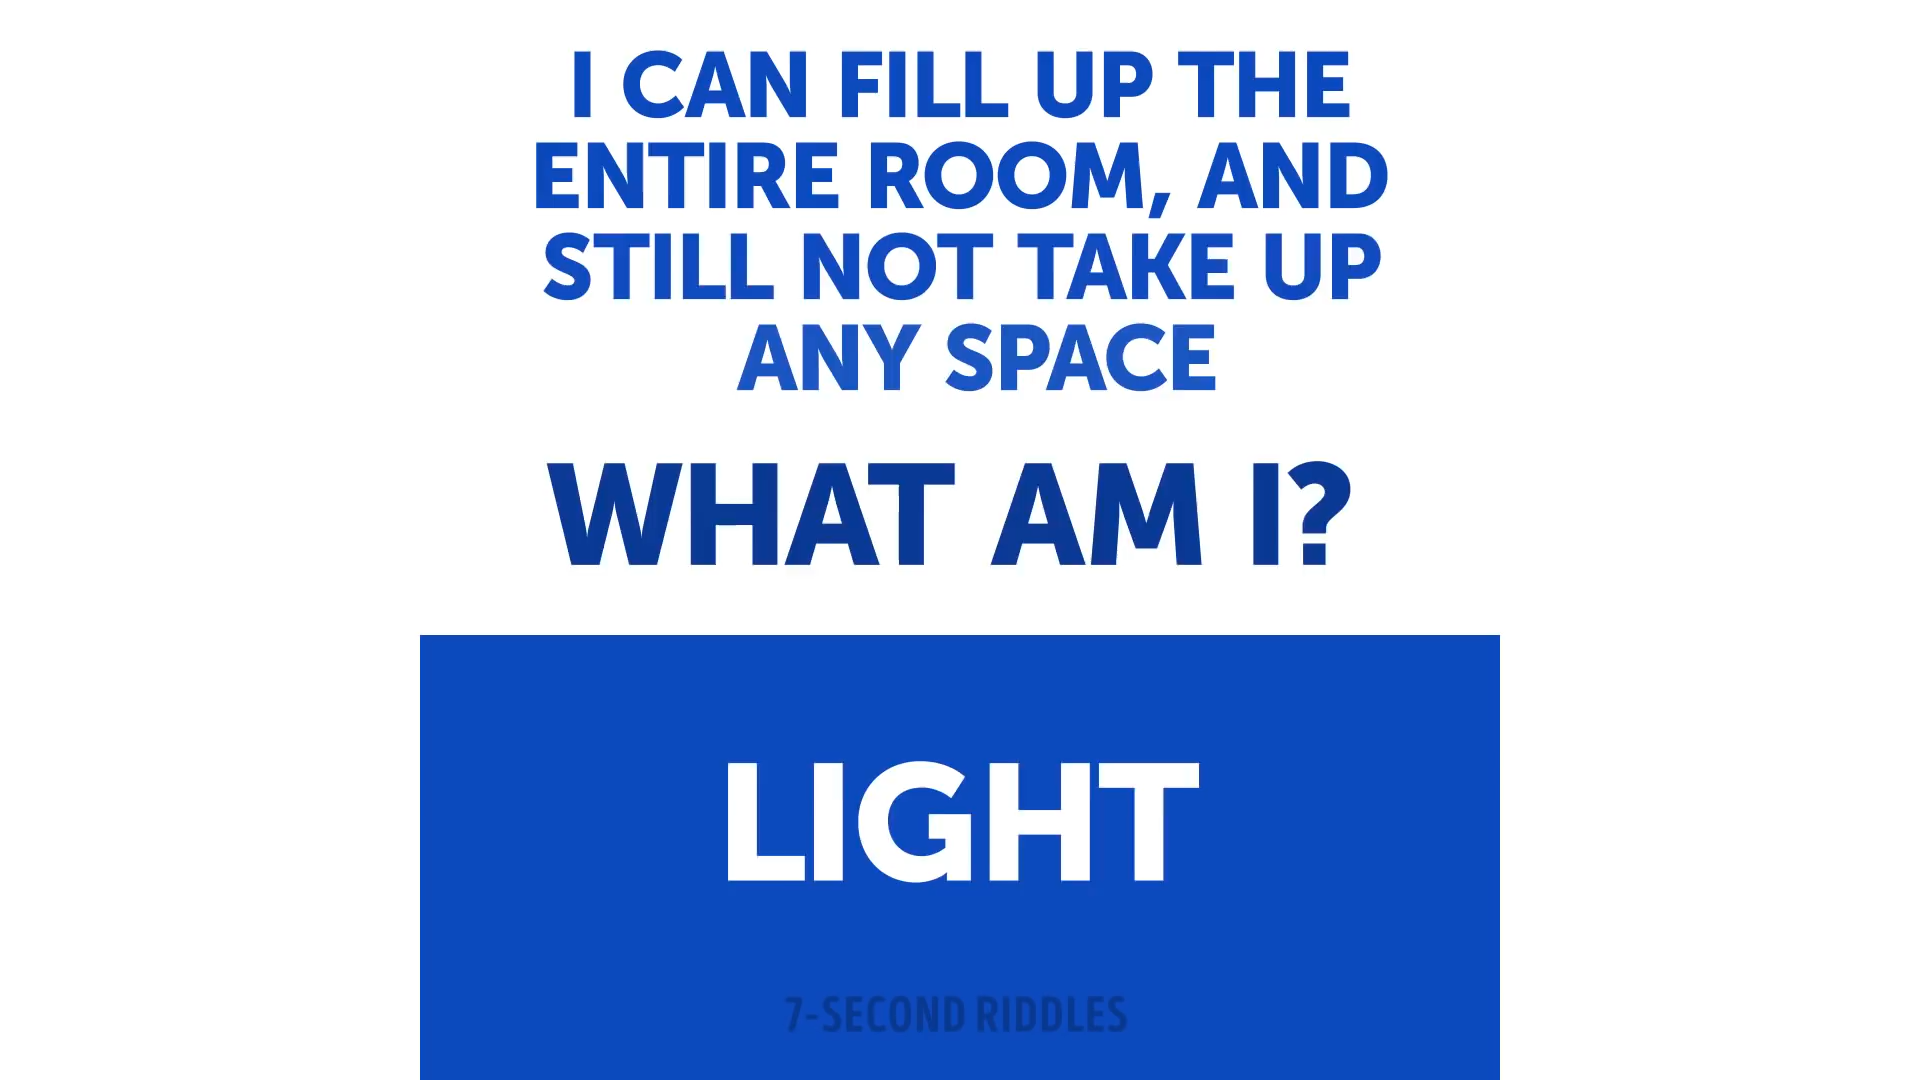 I CAN FILL UP THE
ENTIRE ROOM, AND
STILL NOT TAKE UP
ANY SPACE
WHAT AM I?
LIGHT
7-SECOND RIDDLES